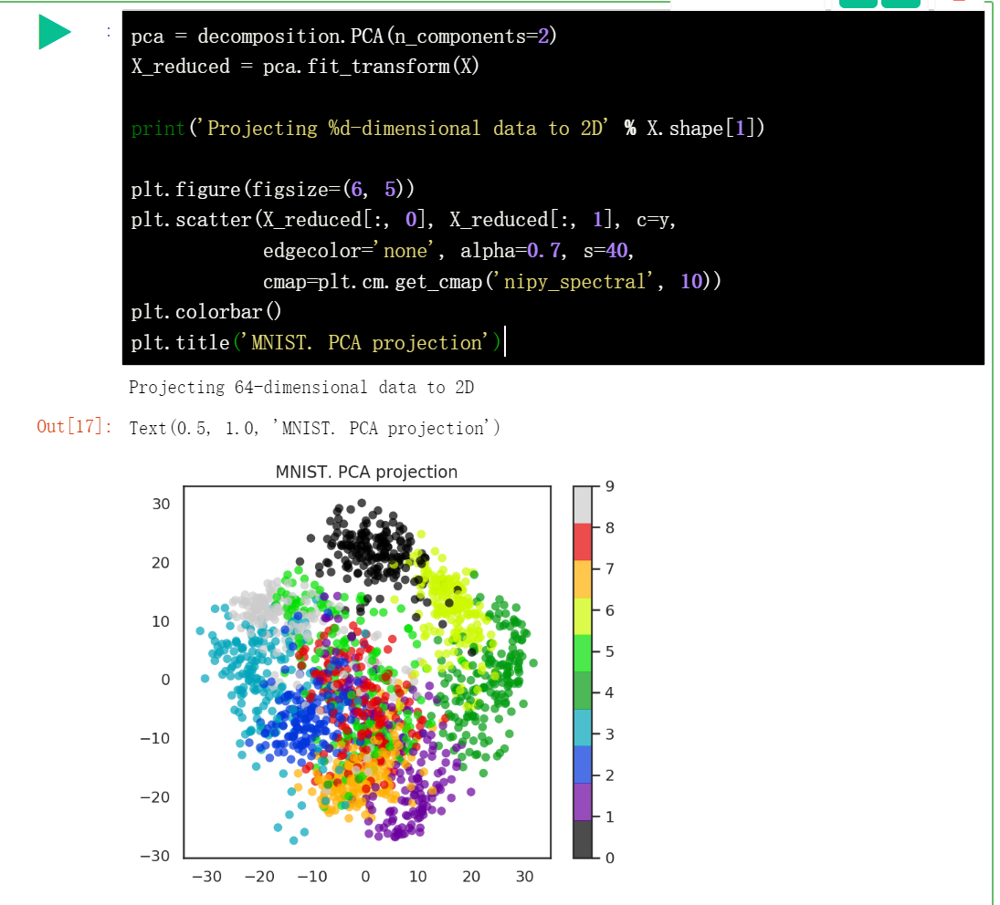 :
pca = decomposition.PCA(n_components=2)
X_reduced = pca.fit_transform(X)
print('Projecting %d-dimensional data to 2D' % X.shape[1])
plt.figure(figsize=(6, 5))
plt.scatter(X_reduced[:, 0], X_reduced[:, 1], c=y,
edgecolor='none', alpha=0.7, s=40,
cmap=plt.cm.get_cmap('nipy_spectral', 10))
plt.colorbar()
plt.title('MNIST. PCA projection')
Projecting 64-dimensional data to 2D
Out[17]: Text(0.5, 1.0, 'MNIST. PCA projection')
MNIST. PCA projection
30
20
10
0
−10
−20
−30
−30 −20 −10 0 10 20 30
9
8
7
6
5
4
3
2
1
0